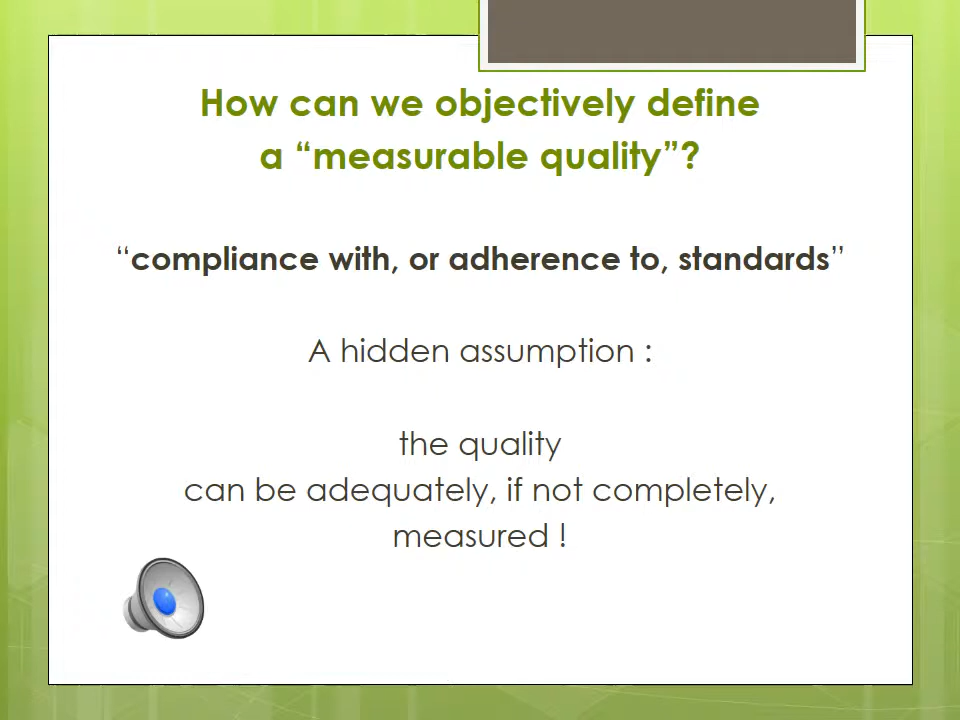 How can we objectively define
a “measurable quality”?
“compliance with, or adherence to, standards”
A hidden assumption :
the quality
can be adequately, if not completely,
measured !